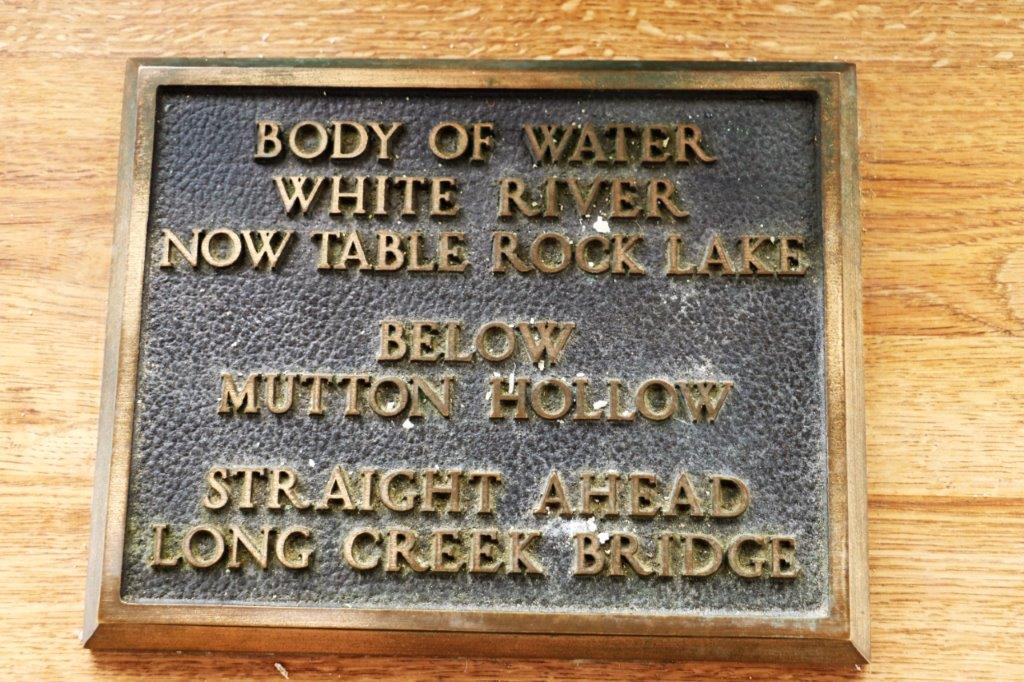 BODY OF WATER
WHITE RIVER
NOW TABLE ROCK LAKE
BELOW
MUTTON HOLLOW
STRAIGHT AHEAD
LONG CREEK BRIDGE